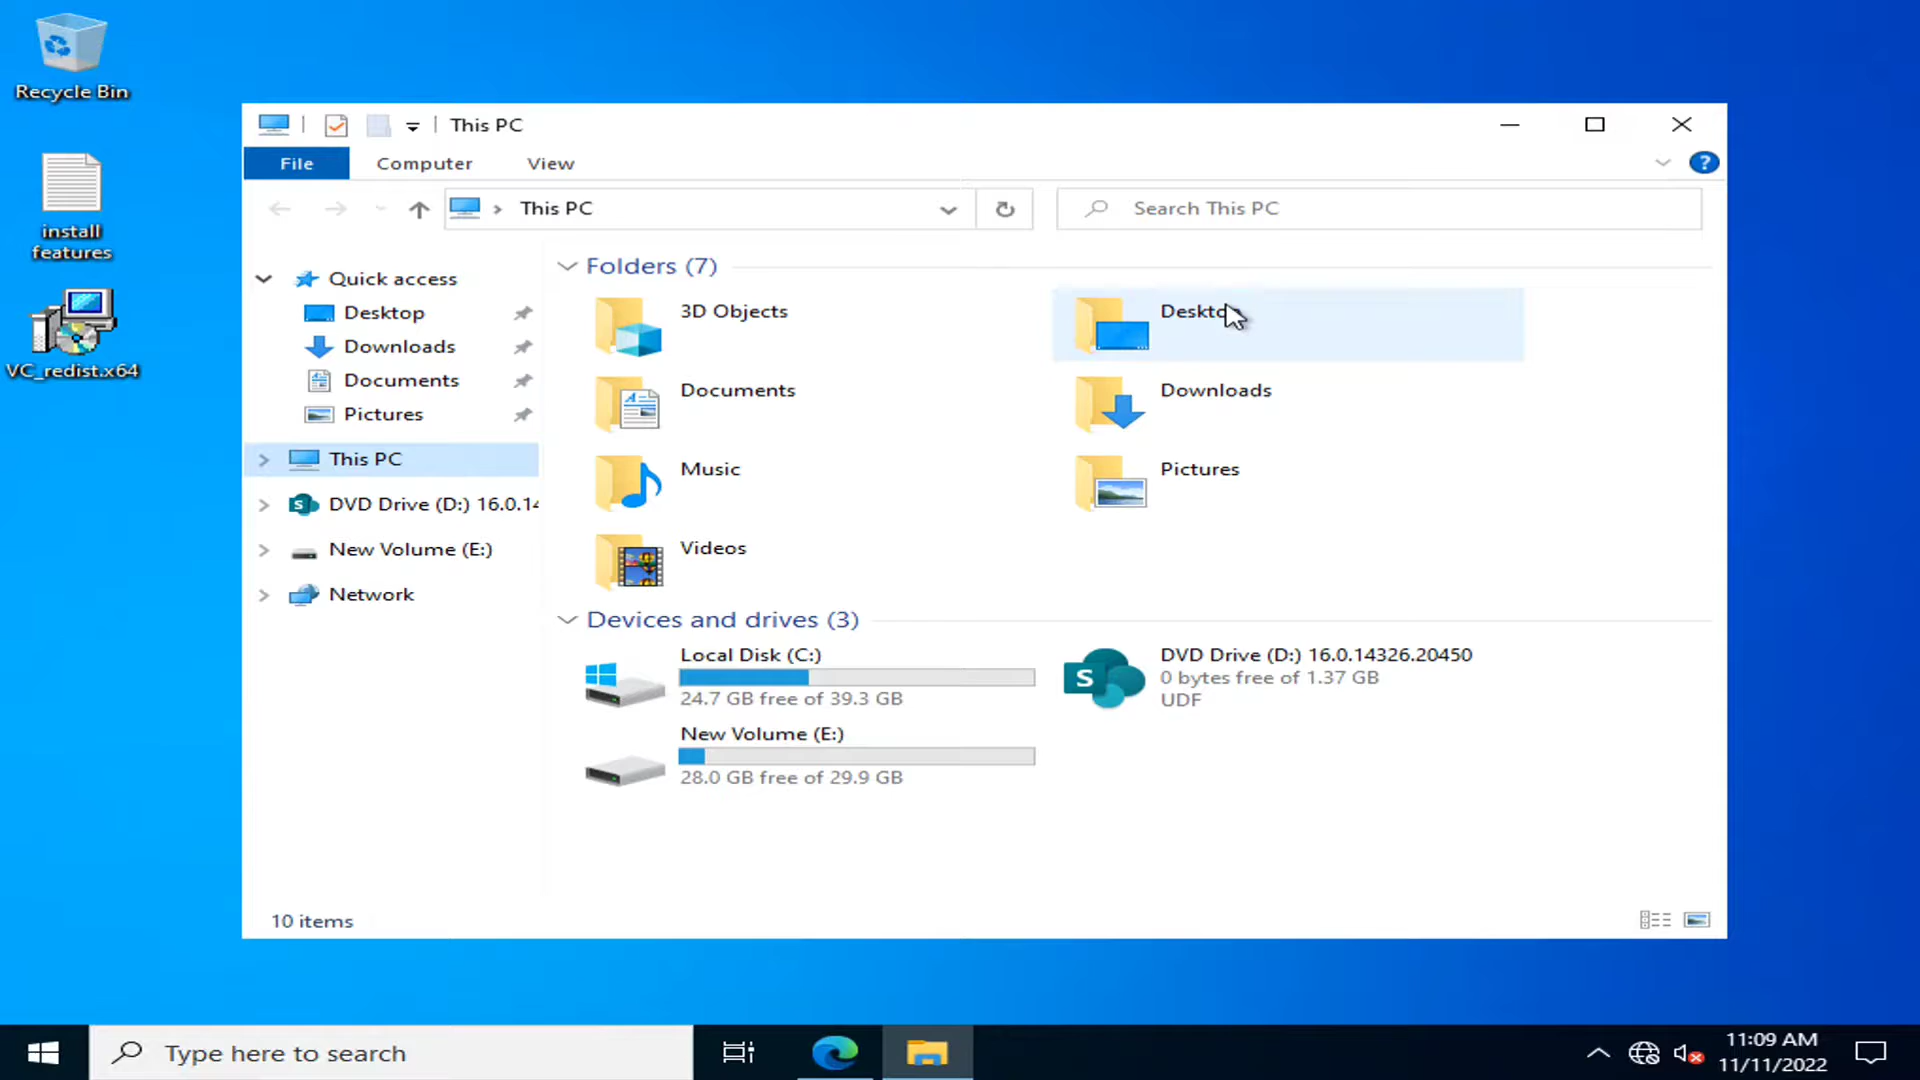 Recycle Bin
install
features
VC_redist.x64
This PC
File
Computer
View
This PC
Search This PC
Quick access
Desktop
Downloads
Documents
Pictures
This PC
DVD Drive (D:) 16.0.14
New Volume (E:)
Network
Folders (7)
3D Objects
Desktop
Documents
Downloads
Music
Pictures
Videos
Devices and drives (3)
Local Disk (C:)
24.7 GB free of 39.3 GB
DVD Drive (D:) 16.0.14326.20450
0 bytes free of 1.37 GB
UDF
New Volume (E:)
28.0 GB free of 29.9 GB
10 items
Type here to search
11:09 AM
11/11/2022